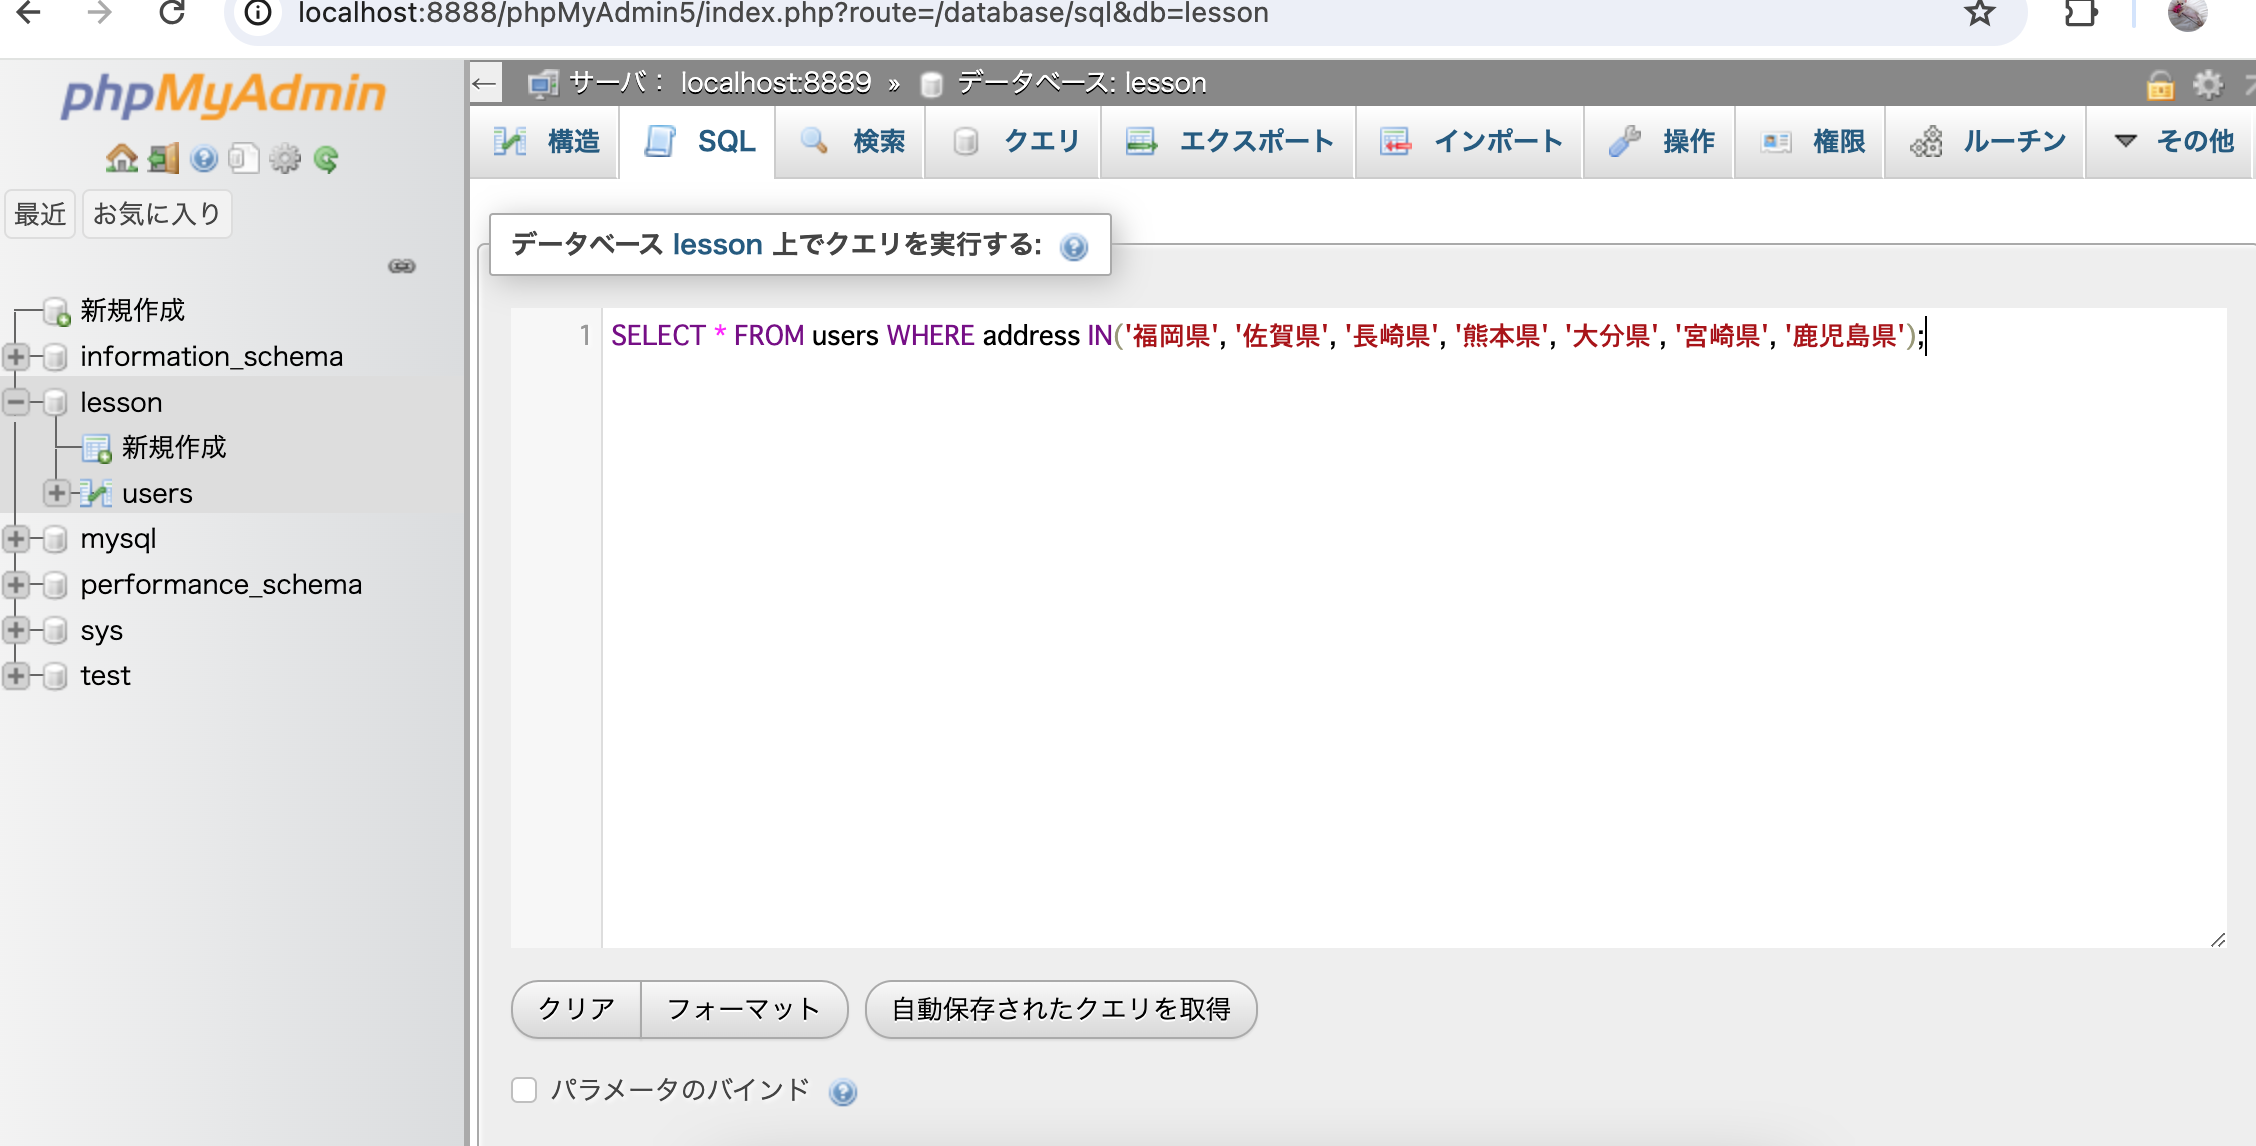 localhost:8888/phpMyAdmin5/index.php?route=/database/sql&db=lesson
phpMyAdmin
最近 お気に入り
新規作成
information_schema
lesson
新規作成
users
mysql
performance_schema
sys
test
← サーバ： localhost:8889 » データベース: lesson
構造 SQL 検索 クエリ エクスポート インポート 操作 権限 ルーチン その他
データベース lesson 上でクエリを実行する:
1 SELECT * FROM users WHERE address IN('福岡県', '佐賀県', '長崎県', '熊本県', '大分県', '宮崎県', '鹿児島県');
クリア フォーマット 自動保存されたクエリを取得
パラメータのバインド